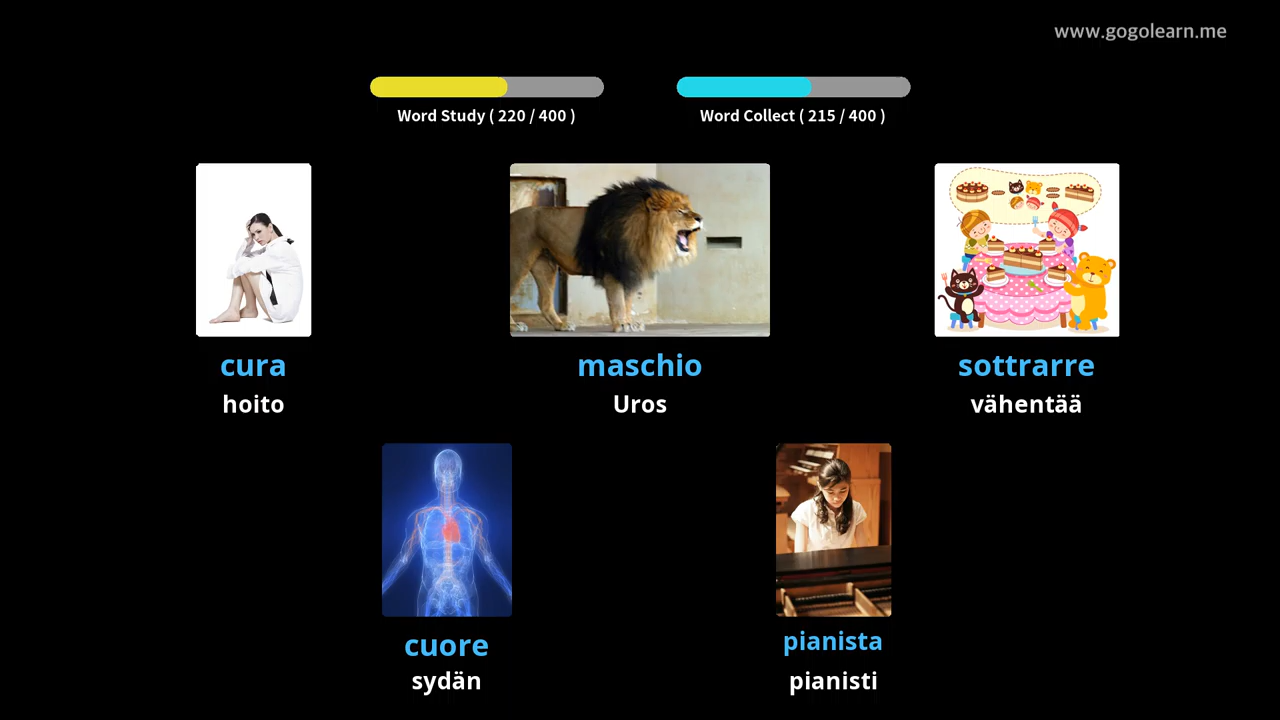 www.gogolearn.me
Word Study ( 220 / 400 )
Word Collect ( 215 / 400 )
cura
hoito
maschio
Uros
sottrarre
vähentää
cuore
sydän
pianista
pianisti